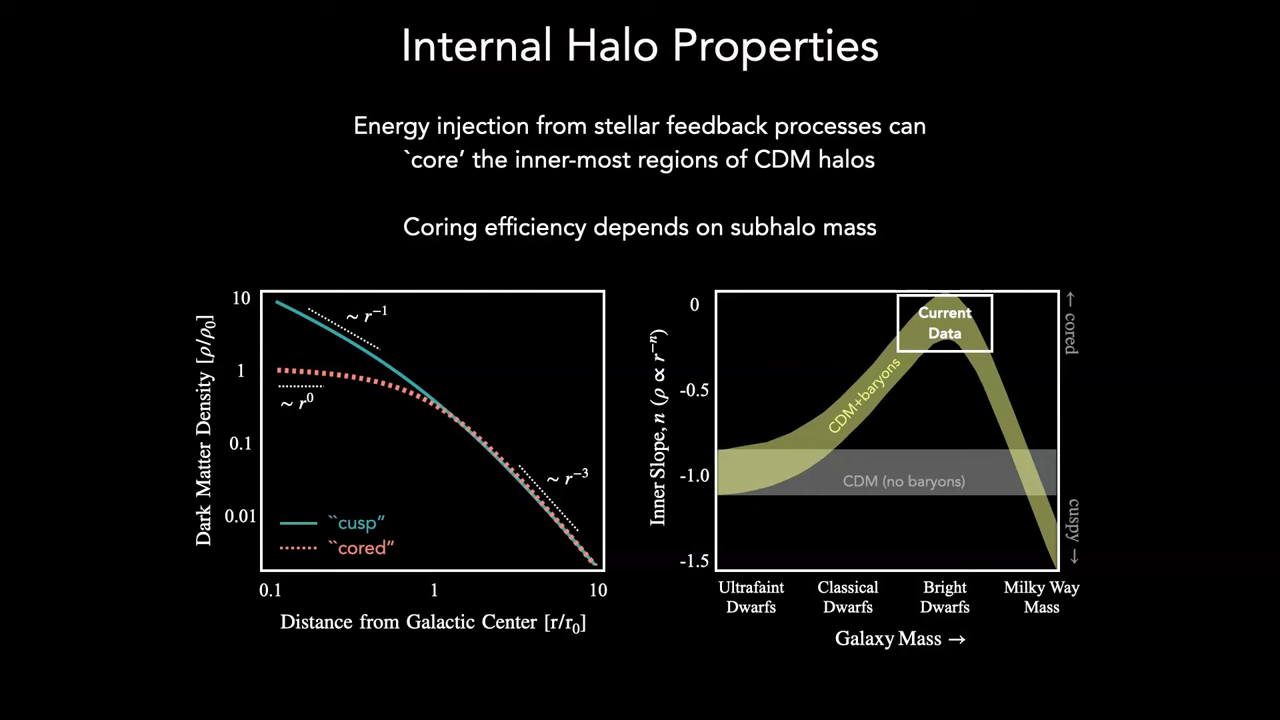 Internal Halo Properties
Energy injection from stellar feedback processes can
`core’ the inner-most regions of CDM halos
Coring efficiency depends on subhalo mass
Dark Matter Density [ρ/ρ₀]
10
1
0.1
0.01
~ r⁻¹
~ r⁰
~ r⁻³
``cusp”
``cored”
0.1
1
10
Distance from Galactic Center [r/r₀]
Inner Slope, n (ρ ∝ r⁻ⁿ)
0
-0.5
-1.0
-1.5
Current
Data
CDM+baryons
CDM (no baryons)
← cored
cuspy →
Ultrafaint
Dwarfs
Classical
Dwarfs
Bright
Dwarfs
Milky Way
Mass
Galaxy Mass →